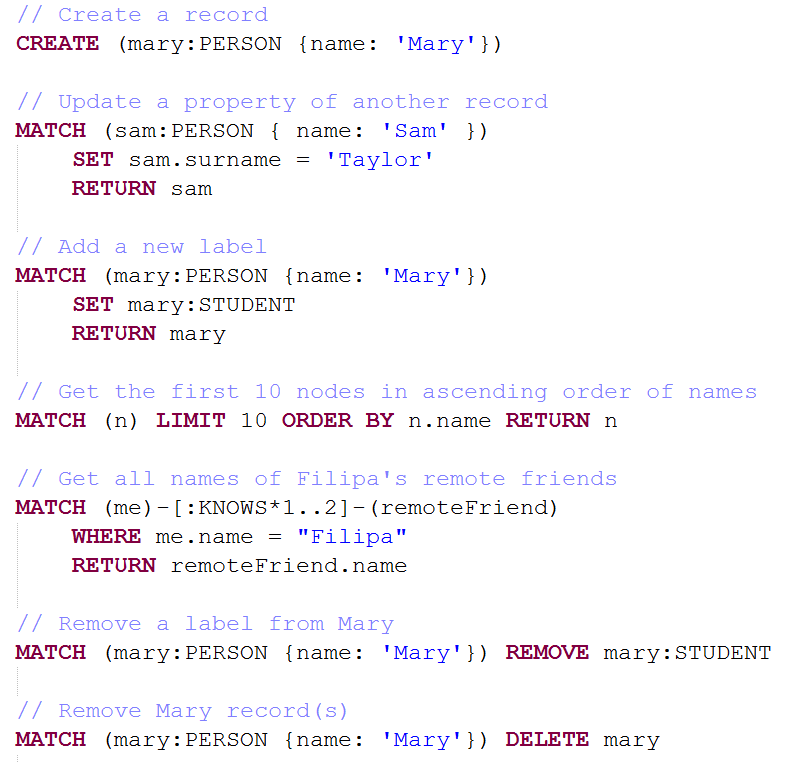 // Create a record
CREATE (mary:PERSON {name: 'Mary'})
// Update a property of another record
MATCH (sam:PERSON { name: 'Sam' })
SET sam.surname = 'Taylor'
RETURN sam
// Add a new label
MATCH (mary:PERSON {name: 'Mary'})
SET mary:STUDENT
RETURN mary
// Get the first 10 nodes in ascending order of names
MATCH (n) LIMIT 10 ORDER BY n.name RETURN n
// Get all names of Filipa's remote friends
MATCH (me)-[:KNOWS*1..2]-(remoteFriend)
WHERE me.name = "Filipa"
RETURN remoteFriend.name
// Remove a label from Mary
MATCH (mary:PERSON {name: 'Mary'}) REMOVE mary:STUDENT
// Remove Mary record(s)
MATCH (mary:PERSON {name: 'Mary'}) DELETE mary